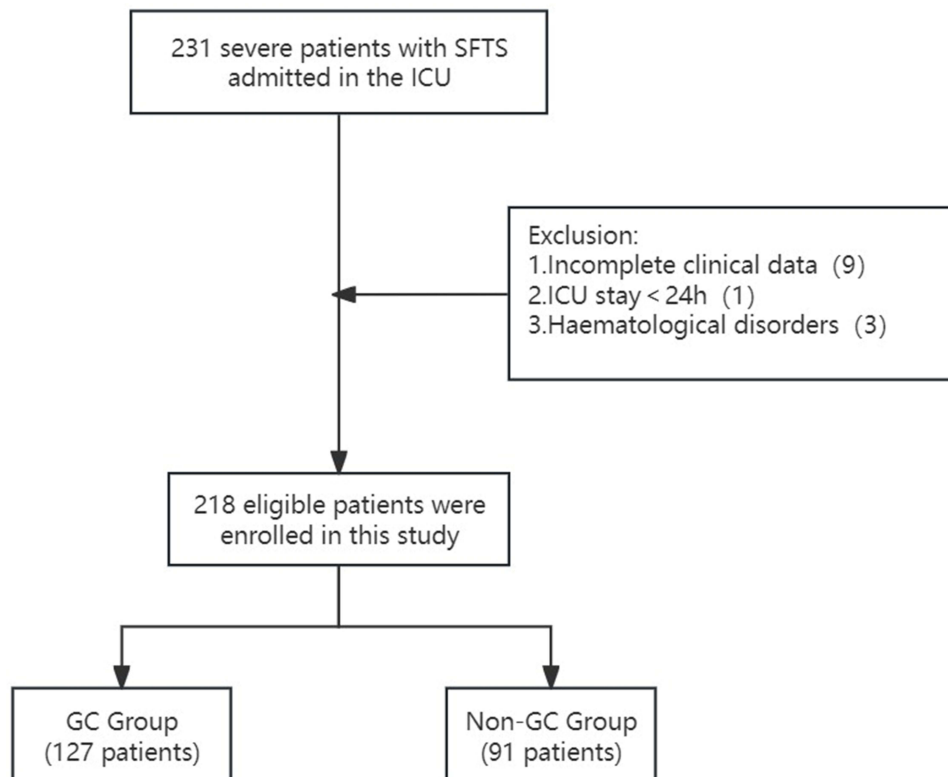 231 severe patients with SFTS
admitted in the ICU
Exclusion:
1.Incomplete clinical data (9)
2.ICU stay < 24h (1)
3.Haematological disorders (3)
218 eligible patients were
enrolled in this study
GC Group
(127 patients)
Non-GC Group
(91 patients)